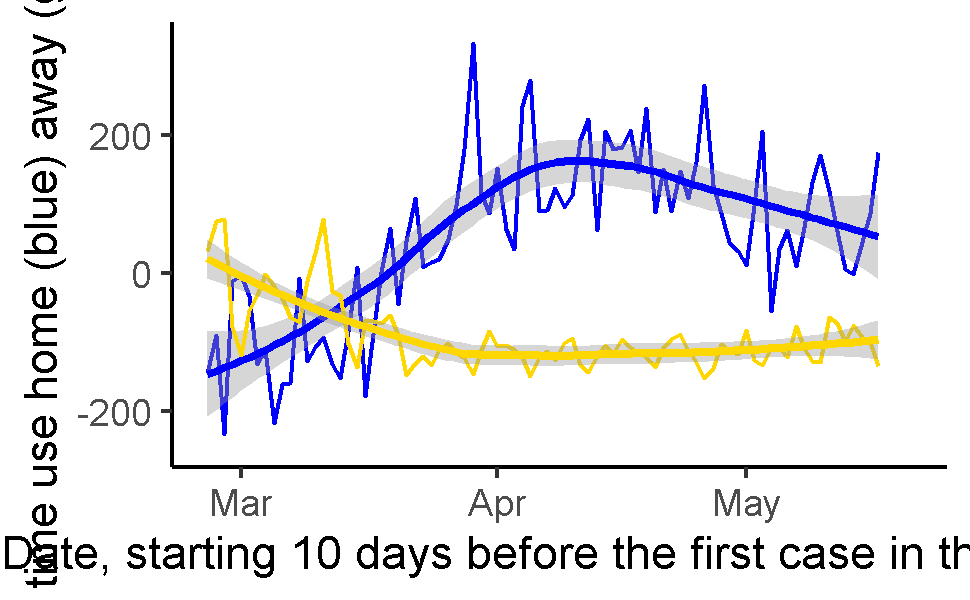 time use home (blue) away (
200
0
-200
Mar Apr May
Date, starting 10 days before the first case in th